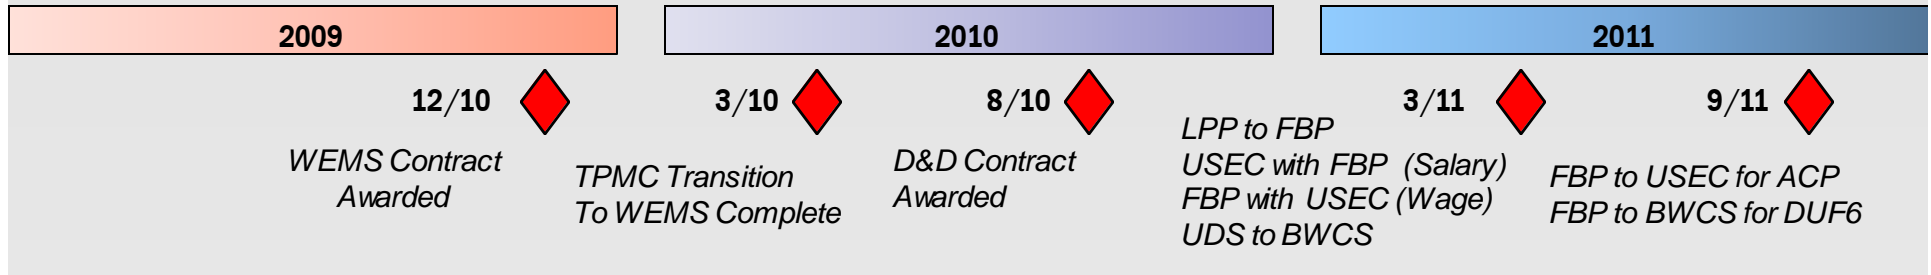 2009
2010
2011
12/10
3/10
8/10
3/11
9/11
WEMS Contract
Awarded
TPMC Transition
To WEMS Complete
D&D Contract
Awarded
LPP to FBP
USEC with FBP (Salary)
FBP with USEC (Wage)
UDS to BWCS
FBP to USEC for ACP
FBP to BWCS for DUF6